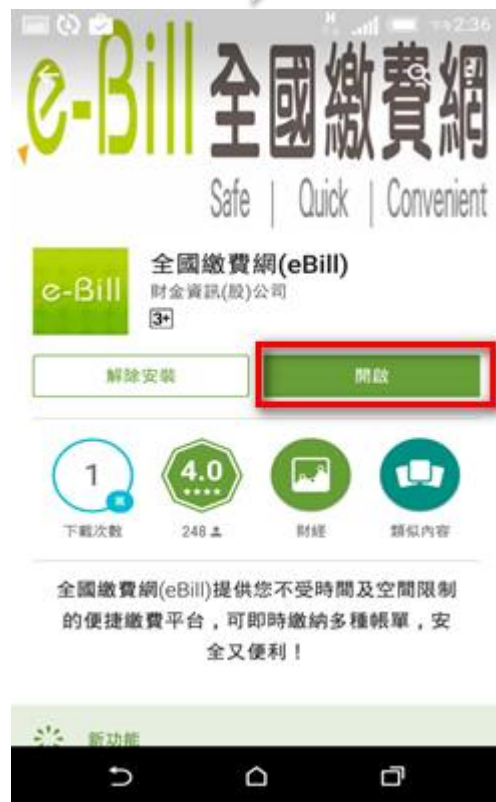 2:36
e-Bill 全國繳費網
Safe | Quick | Convenient
e-Bill
全國繳費網(eBill)
財金資訊(股)公司
3+
解除安裝
開啟
1
萬
4.0
下載次數
248
財經
類似內容
全國繳費網(eBill)提供您不受時間及空間限制
的便捷繳費平台，可即時繳納多種帳單，安
全又便利！
新功能